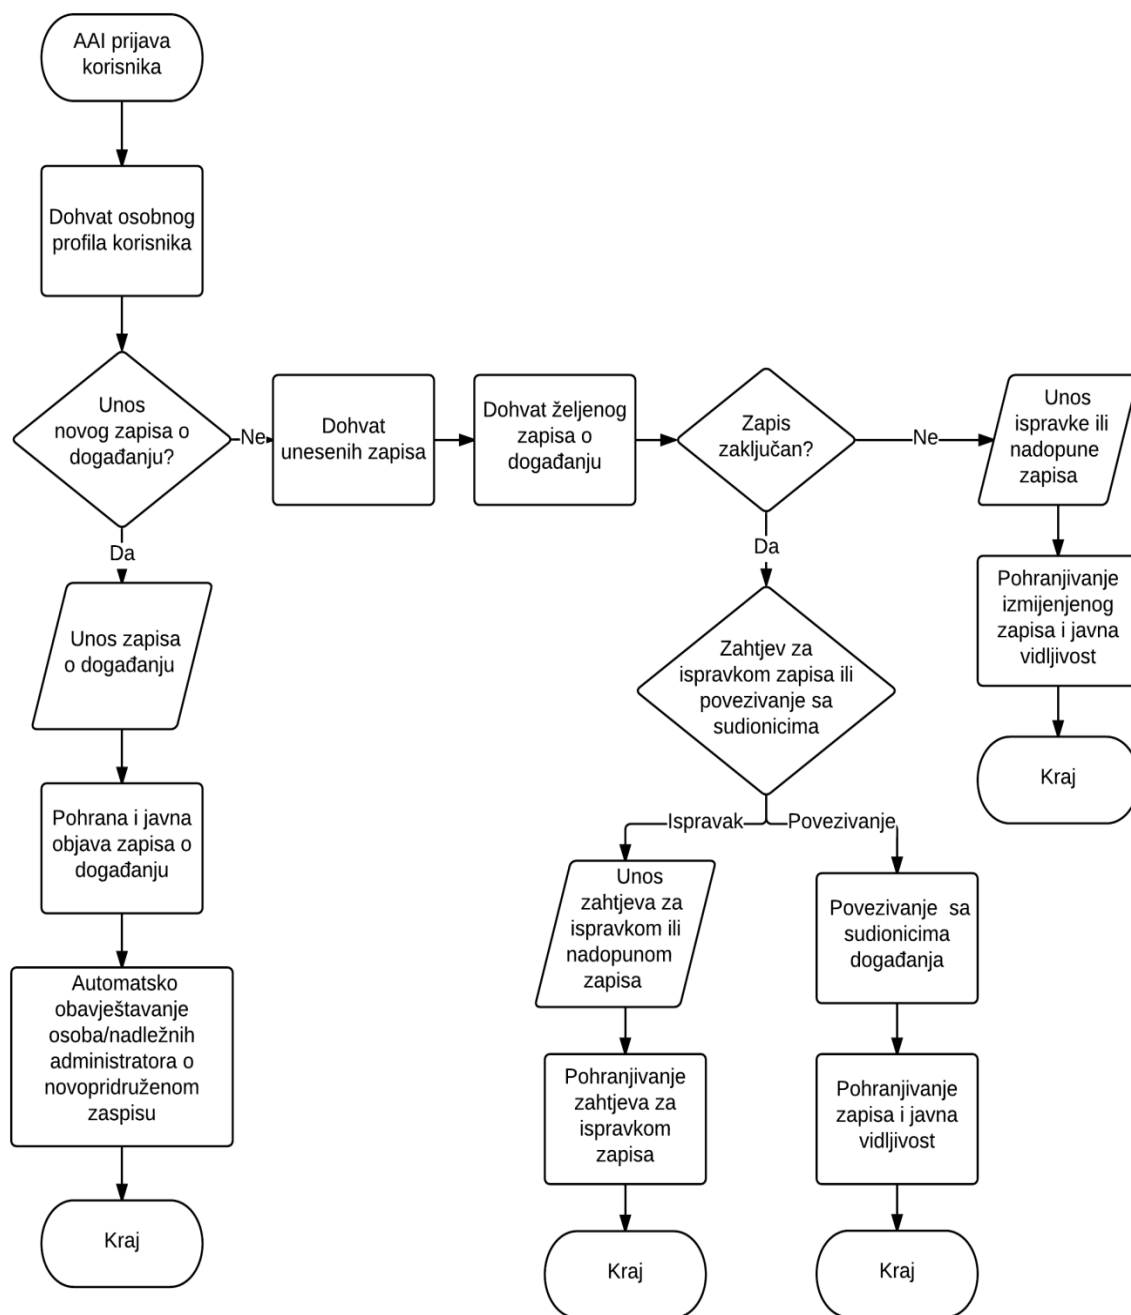 AAI prijava
korisnika
Dohvat osobnog
profila korisnika
Unos
novog zapisa o
događanju?
Ne
Dohvat
unesenih zapisa
Dohvat željenog
zapisa o
događanju
Zapis
zaključan?
Ne
Unos
ispravke ili
nadopune
zapisa
Da
Unos zapisa
o događanju
Pohrana i javna
objava zapisa o
događanju
Automatsko
obavještavanje
osoba/nadležnih
administratora o
novopridruženom
zaspisu
Kraj
Da
Zahtjev za
ispravkom zapisa ili
povezivanje sa
sudionicima
Ispravak
Povezivanje
Unos
zahtjeva za
ispravkom ili
nadopunom
zapisa
Pohranjivanje
zahtjeva za
ispravkom
zapisa
Kraj
Povezivanje  sa
sudionicima
događanja
Pohranjivanje
zapisa i javna
vidljivost
Kraj
Pohranjivanje
izmijenjenog
zapisa i javna
vidljivost
Kraj